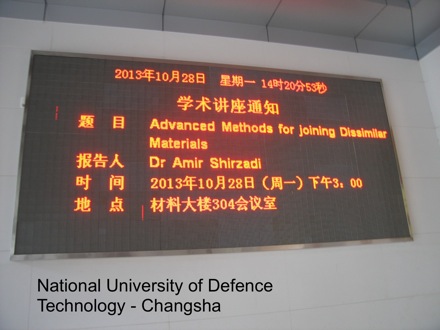 2013年10月28日 星期一 14时20分53秒
学术讲座通知
题 目 Advanced Methods for joining Dissimilar
Materials
报告人 Dr Amir Shirzadi
时 间 2013年10月28日（周一）下午3：00
地 点 材料大楼304会议室
National University of Defence
Technology - Changsha